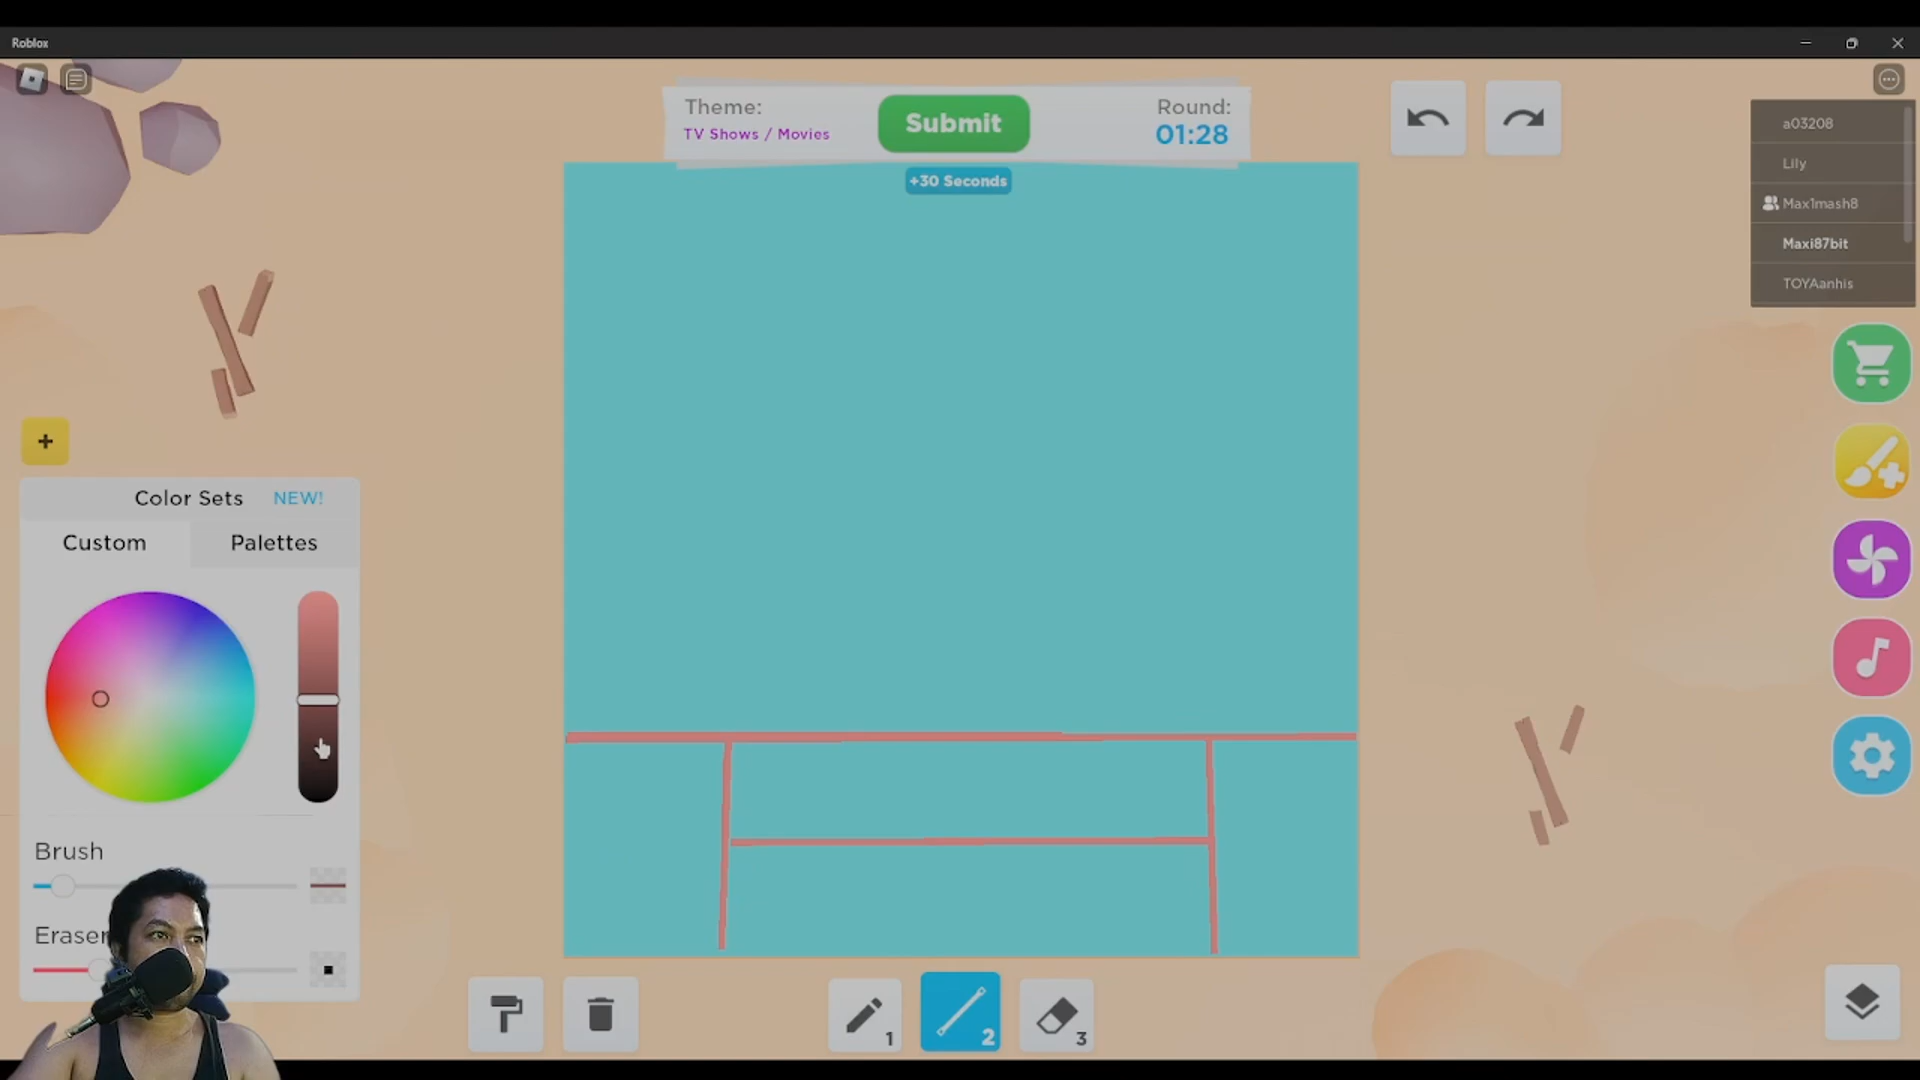 Roblox
Theme:
TV Shows / Movies
Submit
Round:
01:28
+30 Seconds
a03208
Lily
Max1mash8
Maxi87bit
TOYAanhis
+
Color Sets NEW!
Custom Palettes
Brush
Eraser
1
2
3